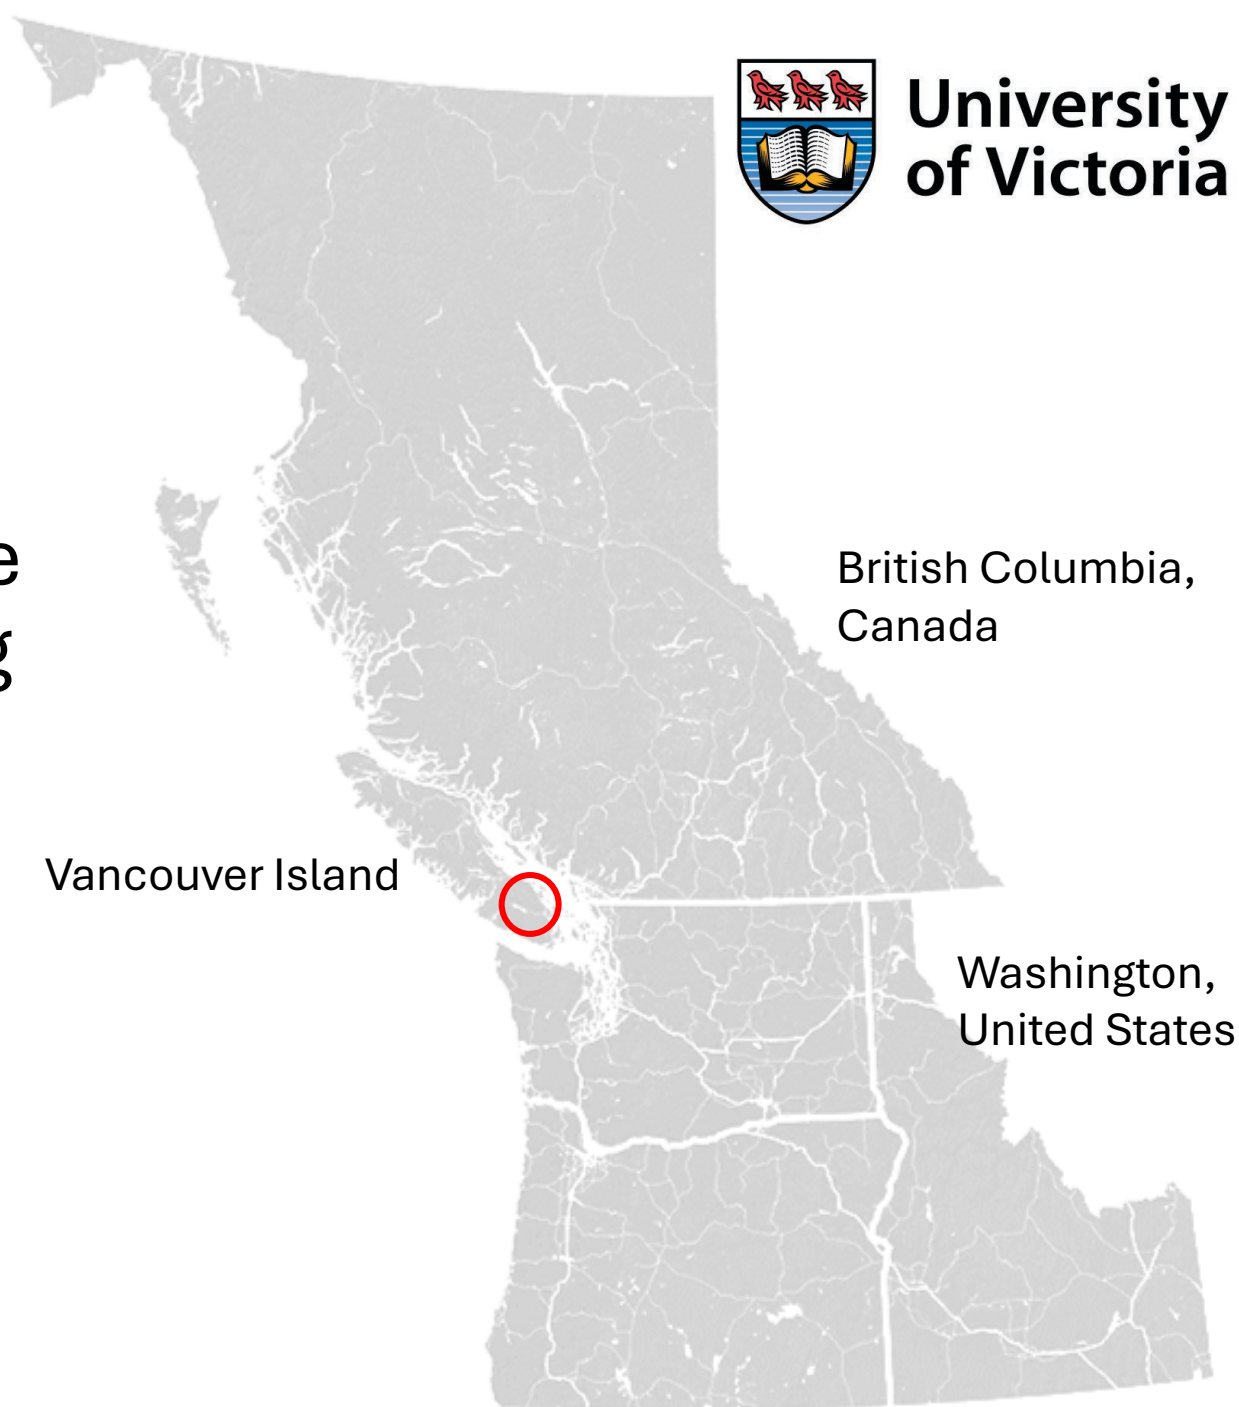 University
of Victoria
e
g
British Columbia,
Canada
Vancouver Island
Washington,
United States